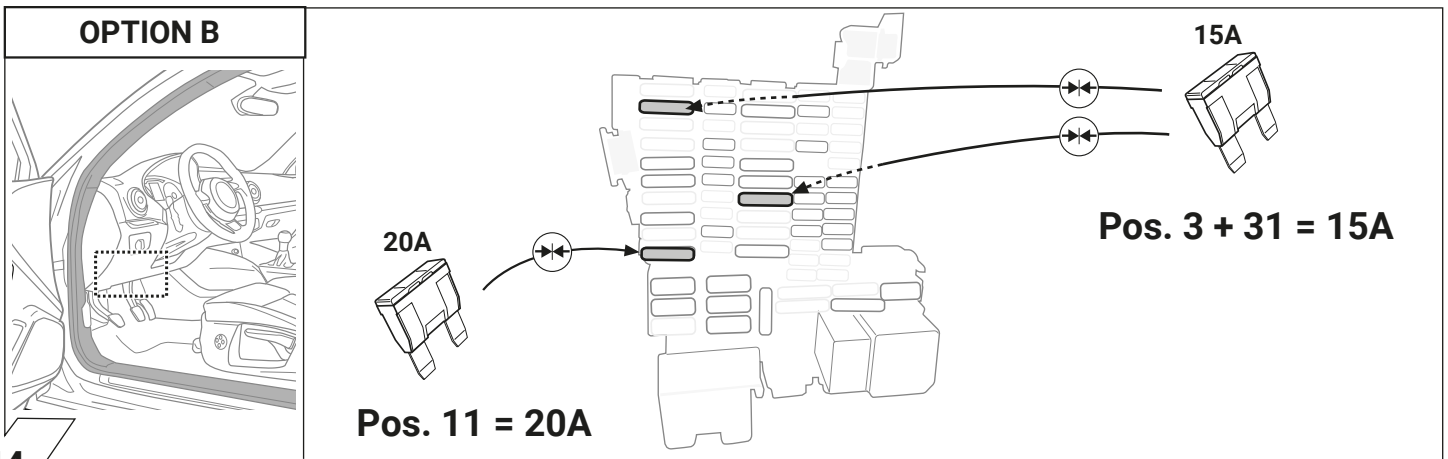 OPTION B
15A
Pos. 3 + 31 = 15A
20A
Pos. 11 = 20A